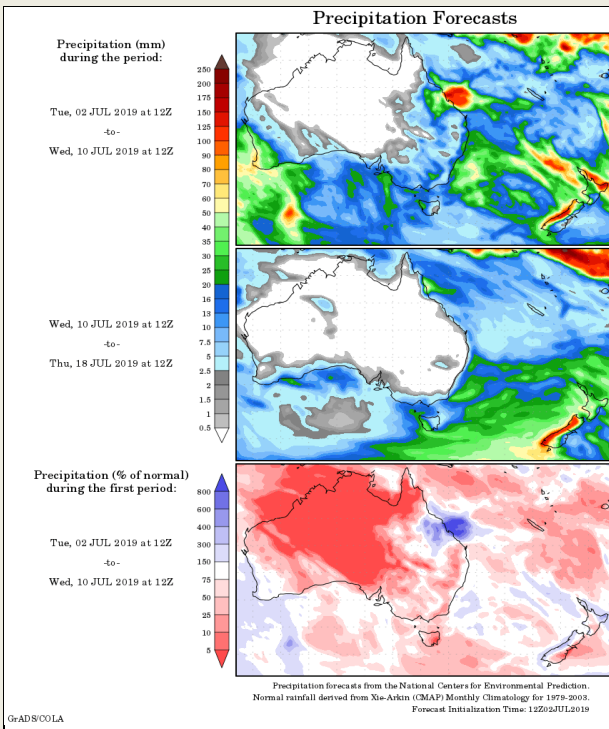 Precipitation Forecasts
Precipitation (mm)
during the period:
Tue, 02 JUL 2019 at 12Z
-to-
Wed, 10 JUL 2019 at 12Z
250
200
175
150
125
100
90
80
70
60
50
40
35
30
25
20
16
13
10
7.5
5
2.5
2
1.5
1
0.5
Wed, 10 JUL 2019 at 12Z
-to-
Thu, 18 JUL 2019 at 12Z
Precipitation (% of normal)
during the first period:
Tue, 02 JUL 2019 at 12Z
-to-
Wed, 10 JUL 2019 at 12Z
800
600
400
300
150
75
50
25
10
5
Precipitation forecasts from the National Centers for Environmental Prediction.
Normal rainfall derived from Xie-Arkin (CMAP) Monthly Climatology for 1979-2003.
Forecast Initialization Time: 12Z02JUL2019
GrADS/COLA